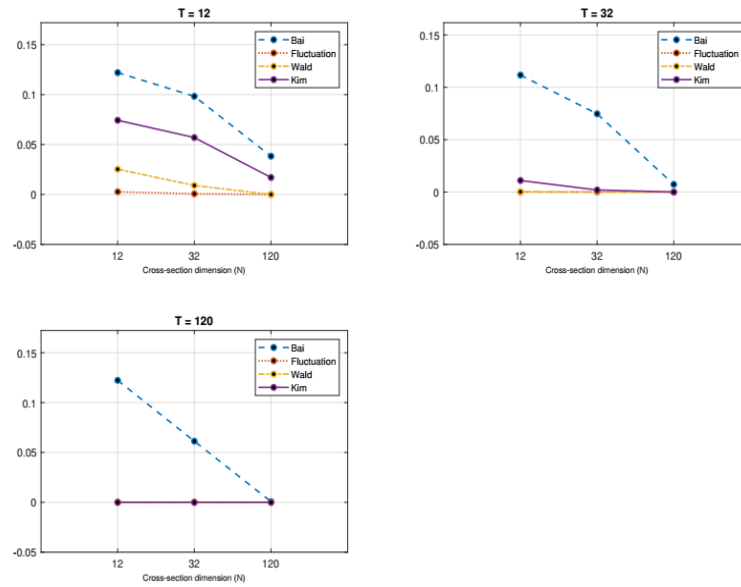 T = 12
0.15
0.1
0.05
0
-0.05
12
32
120
Cross-section dimension (N)
Bai
Fluctuation
Wald
Kim
T = 32
0.15
0.1
0.05
0
-0.05
12
32
120
Cross-section dimension (N)
Bai
Fluctuation
Wald
Kim
T = 120
0.15
0.1
0.05
0
-0.05
12
32
120
Cross-section dimension (N)
Bai
Fluctuation
Wald
Kim